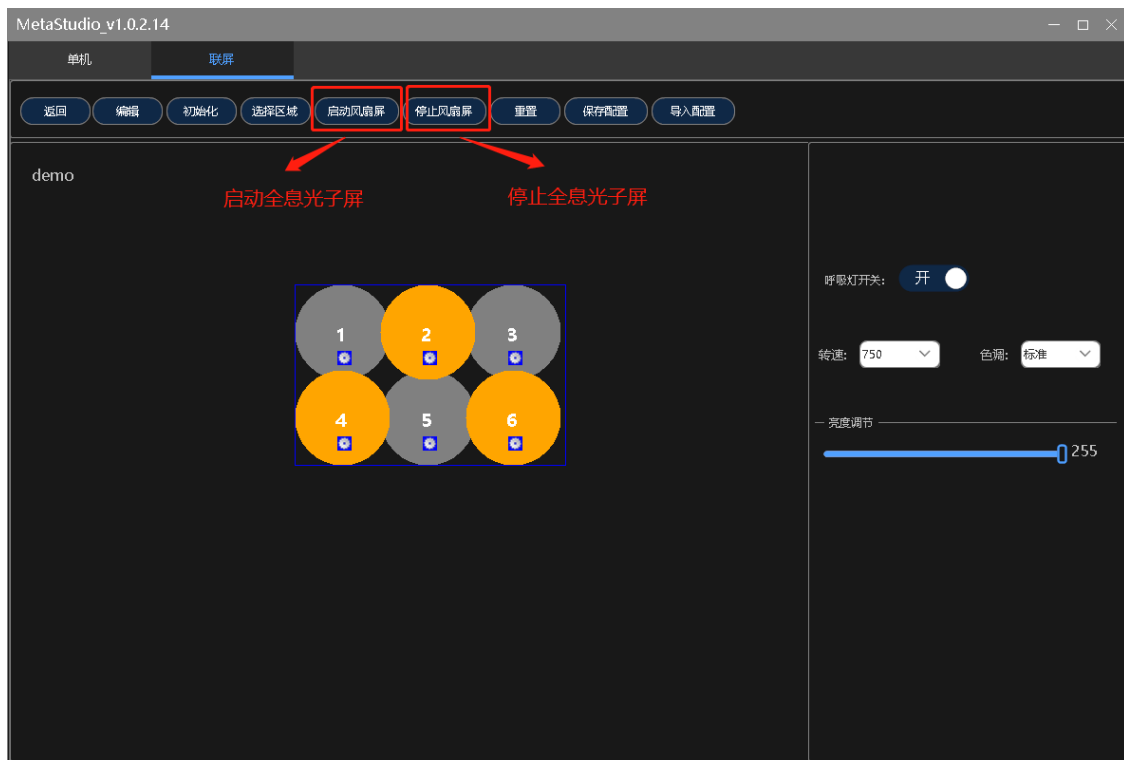 MetaStudio_v1.0.2.14
单机 联屏
返回 编辑 初始化 选择区域 启动风扇屏 停止风扇屏 重置 保存配置 导入配置
demo
启动全息光子屏 停止全息光子屏
呼吸灯开关: 开
1 2 3
转速: 750 色调: 标准
4 5 6
亮度调节
255